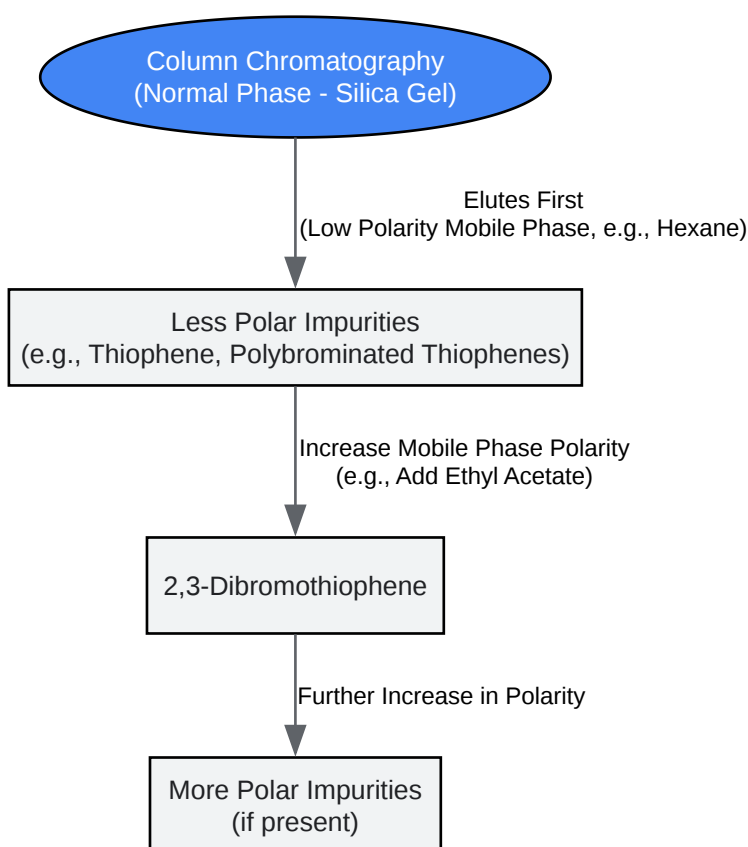 Column Chromatography
(Normal Phase - Silica Gel)
Elutes First
(Low Polarity Mobile Phase, e.g., Hexane)
Less Polar Impurities
(e.g., Thiophene, Polybrominated Thiophenes)
Increase Mobile Phase Polarity
(e.g., Add Ethyl Acetate)
2,3-Dibromothiophene
Further Increase in Polarity
More Polar Impurities
(if present)